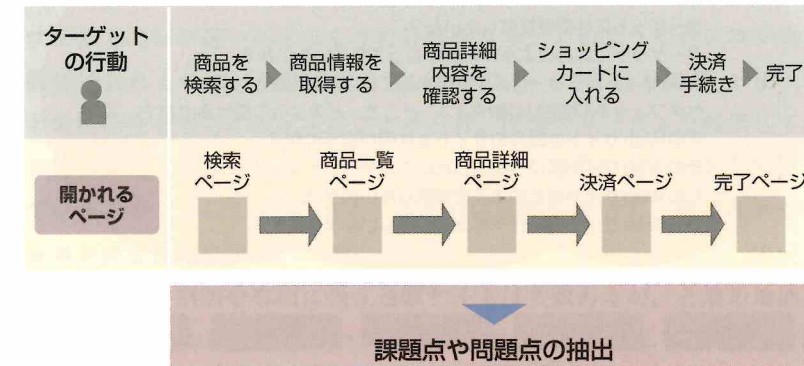 ターゲット
の行動
商品を
検索する
商品情報を
取得する
商品詳細
内容を
確認する
ショッピング
カートに
入れる
決済
手続き
完了
開かれる
ページ
検索
ページ
商品一覧
ページ
商品詳細
ページ
決済ページ
完了ページ
課題点や問題点の抽出